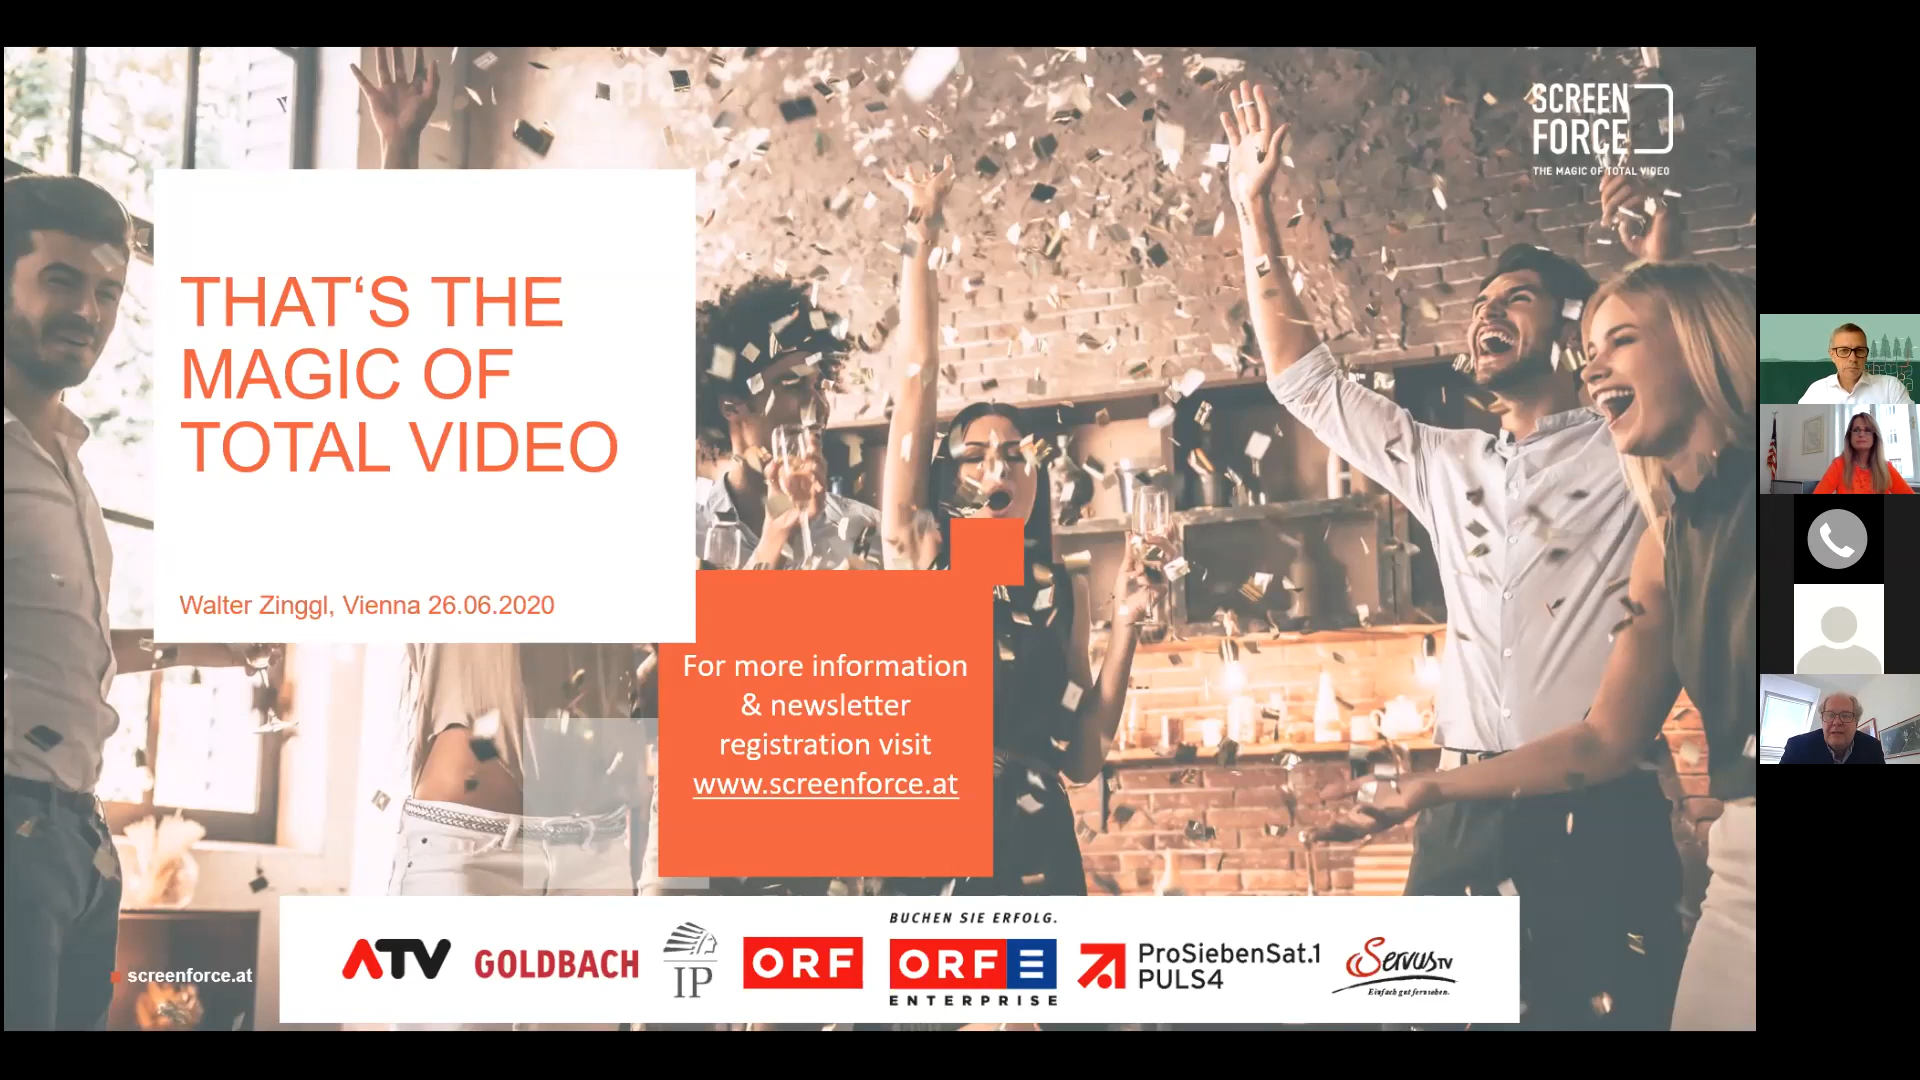 SCREEN
FORCE
THE MAGIC OF TOTAL VIDEO
THAT‘S THE
MAGIC OF
TOTAL VIDEO
Walter Zinggl, Vienna 26.06.2020
For more information
& newsletter
registration visit
www.screenforce.at
screenforce.at
ATV
GOLDBACH
IP
ORF
BUCHEN SIE ERFOLG.
ORF E
ENTERPRISE
ProSiebenSat.1
PULS4
ServusTV
Einfach gut fernsehen.